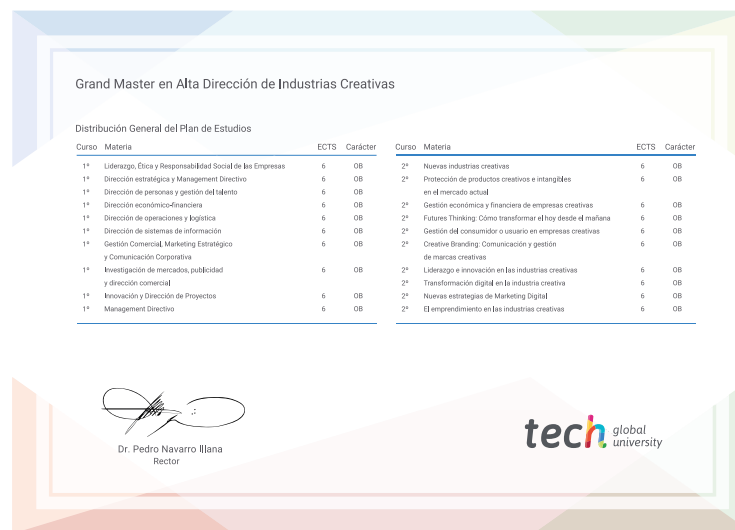 Grand Master en Alta Dirección de Industrias Creativas
Distribución General del Plan de Estudios
Curso Materia ECTS Carácter
1º Liderazgo, Ética y Responsabilidad Social de las Empresas 6 OB
1º Dirección estratégica y Management Directivo 6 OB
1º Dirección de personas y gestión del talento 6 OB
1º Dirección económico-financiera 6 OB
1º Dirección de operaciones y logística 6 OB
1º Dirección de sistemas de información 6 OB
1º Gestión Comercial, Marketing Estratégico 6 OB
y Comunicación Corporativa
1º Investigación de mercados, publicidad 6 OB
y dirección comercial
1º Innovación y Dirección de Proyectos 6 OB
1º Management Directivo 6 OB
Curso Materia ECTS Carácter
2º Nuevas industrias creativas 6 OB
2º Protección de productos creativos e intangibles 6 OB
en el mercado actual
2º Gestión económica y financiera de empresas creativas 6 OB
2º Futures Thinking: Cómo transformar el hoy desde el mañana 6 OB
2º Gestión del consumidor o usuario en empresas creativas 6 OB
2º Creative Branding: Comunicación y gestión 6 OB
de marcas creativas
2º Liderazgo e innovación en las industrias creativas 6 OB
2º Transformación digital en la industria creativa 6 OB
2º Nuevas estrategias de Marketing Digital 6 OB
2º El emprendimiento en las industrias creativas 6 OB
Dr. Pedro Navarro Illana
Rector
tech global
university